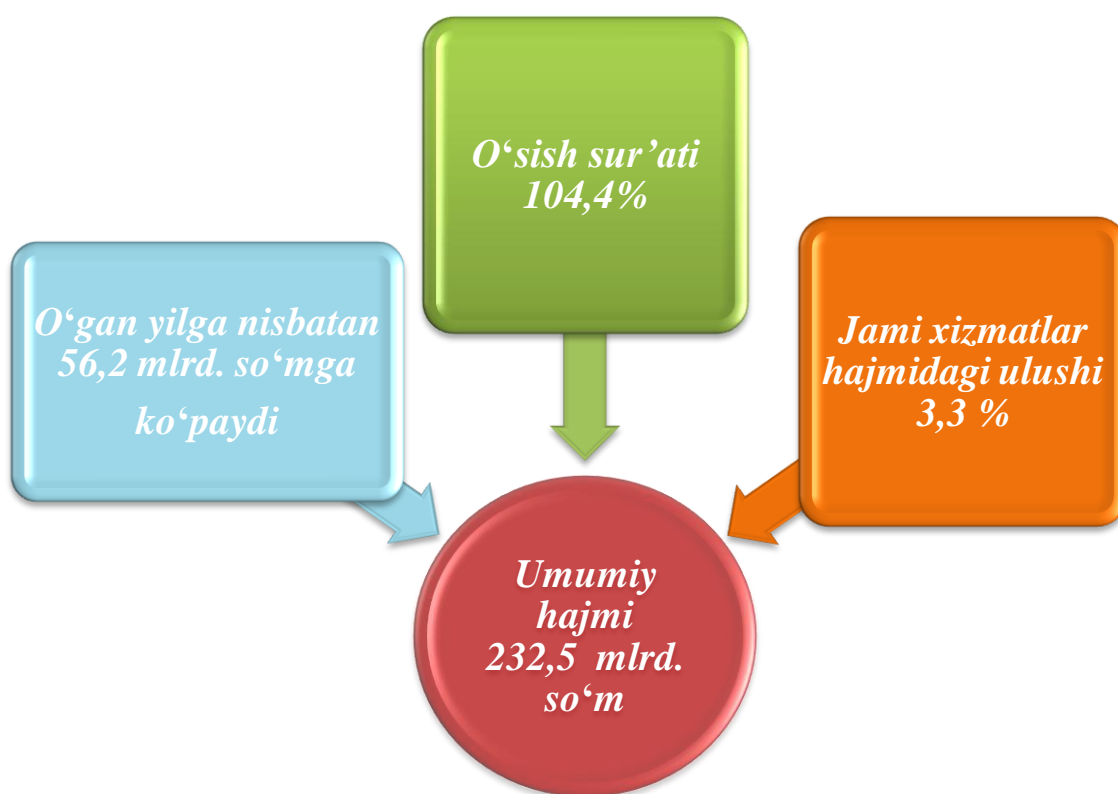 O‘sish sur’ati
104,4%
O‘gan yilga nisbatan
56,2 mlrd. so‘mga
ko‘paydi
Jami xizmatlar
hajmidagi ulushi
3,3 %
Umumiy
hajmi
232,5 mlrd.
so‘m